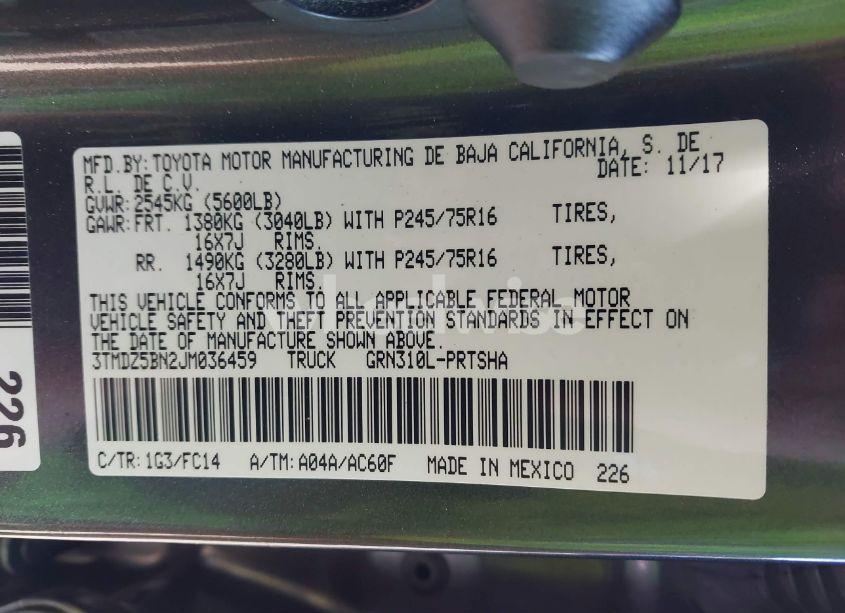 MFD.BY:TOYOTA MOTOR MANUFACTURING DE BAJA CALIFORNIA, S. DE
R.L. DE C.V. DATE: 11/17
GVWR:2545KG (5600LB)
GAWR:FRT. 1380KG (3040LB) WITH P245/75R16 TIRES,
16X7J RIMS.
RR. 1490KG (3280LB) WITH P245/75R16 TIRES,
16X7J RIMS.
THIS VEHICLE CONFORMS TO ALL APPLICABLE FEDERAL MOTOR
VEHICLE SAFETY AND THEFT PREVENTION STANDARDS IN EFFECT ON
THE DATE OF MANUFACTURE SHOWN ABOVE.
3TMDZ5BN2JM036459 TRUCK GRN310L-PRTSHA
C/TR:1G3/FC14 A/TM:A04A/AC60F MADE IN MEXICO 226
226